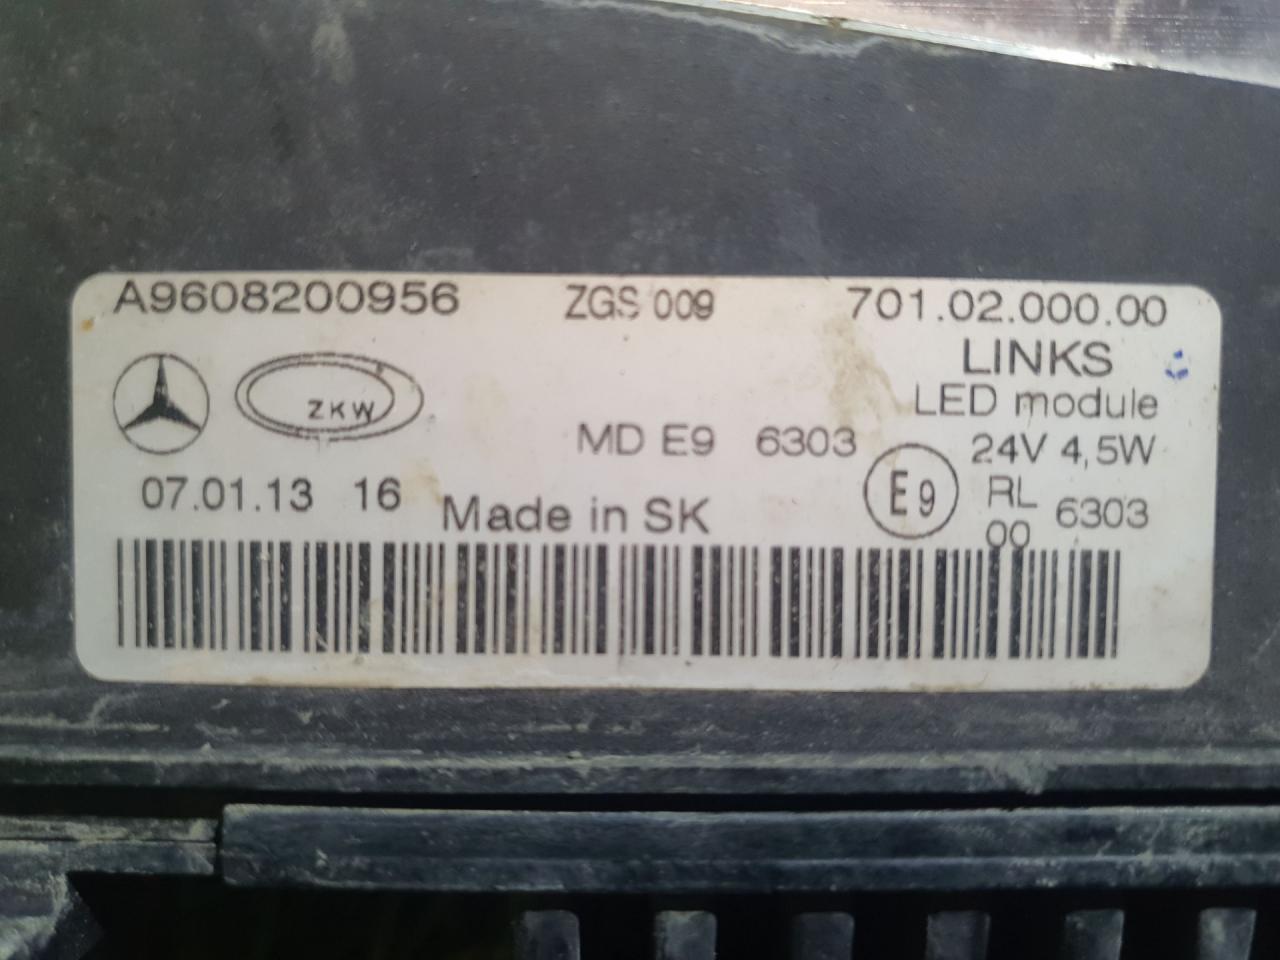 A9608200956 ZGS 009 701.02.000.00
LINKS
ZKW LED module
MD E9 6303 24V 4,5W
07.01.13 16 Made in SK E9 RL 6303
00